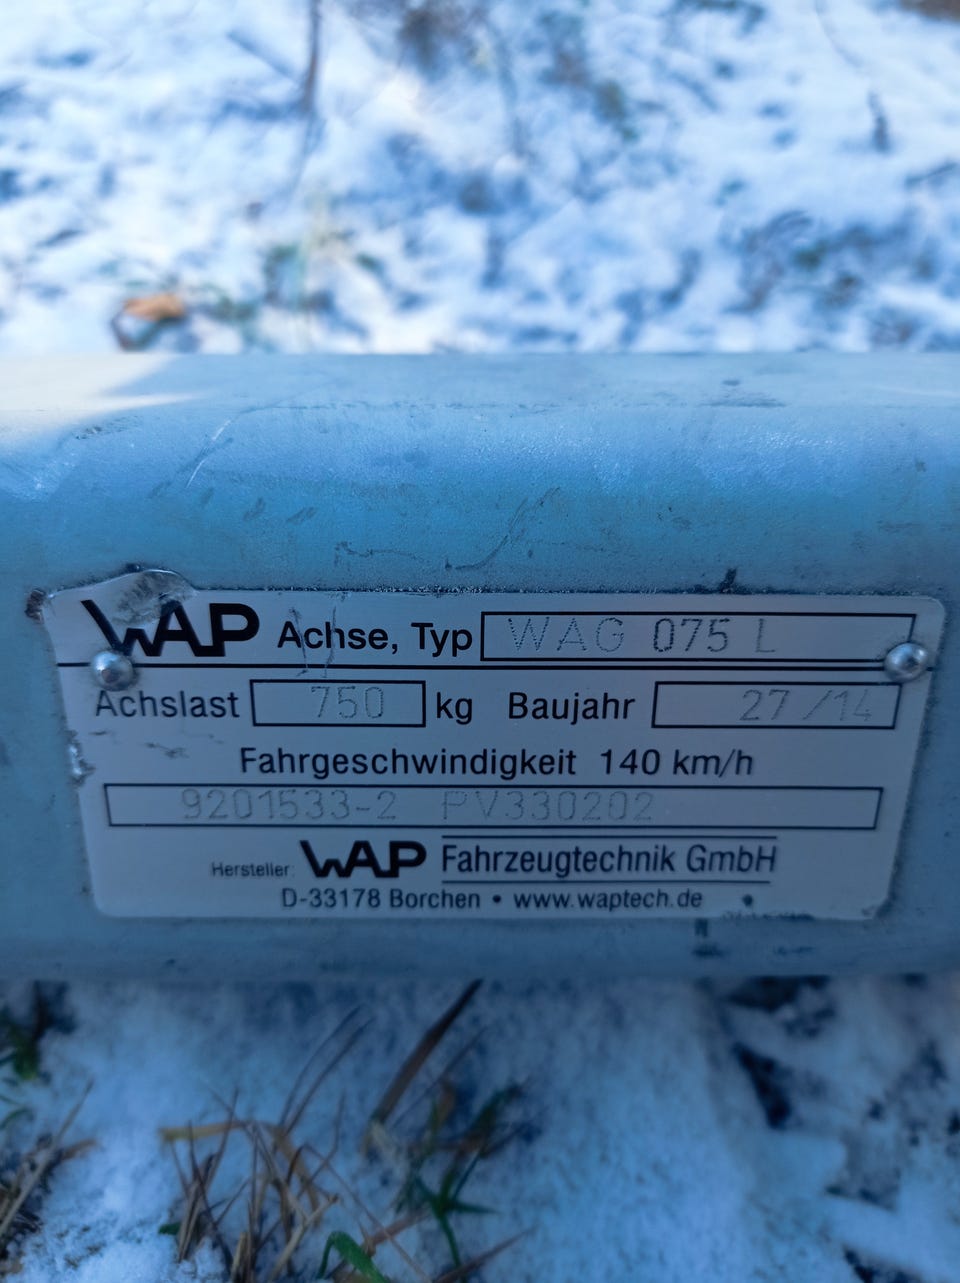 WAP Achse, Typ WAG 075 L
Achslast 750 kg Baujahr 27/14
Fahrgeschwindigkeit 140 km/h
9201533-2 PV330202
Hersteller: WAP Fahrzeugtechnik GmbH
D-33178 Borchen • www.waptech.de